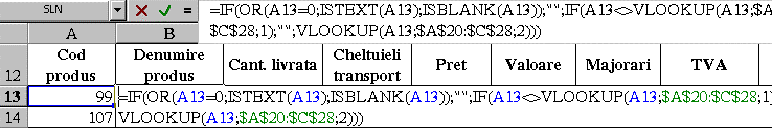 SLN =IF(OR(A13=0;ISTEXT(A13);ISBLANK(A13));"";IF(A13<>VLOOKUP(A13;$A
$C$28;1);"";VLOOKUP(A13;$A$20:$C$28;2)))
A B
12 Cod produs Denumire produs Cant. livrata Cheltuieli transport Pret Valoare Majorari TVA
13 99 =IF(OR(A13=0;ISTEXT(A13);ISBLANK(A13));"";IF(A13<>VLOOKUP(A13;$A$20:$C$28;1)
14 107 VLOOKUP(A13;$A$20:$C$28;2)))